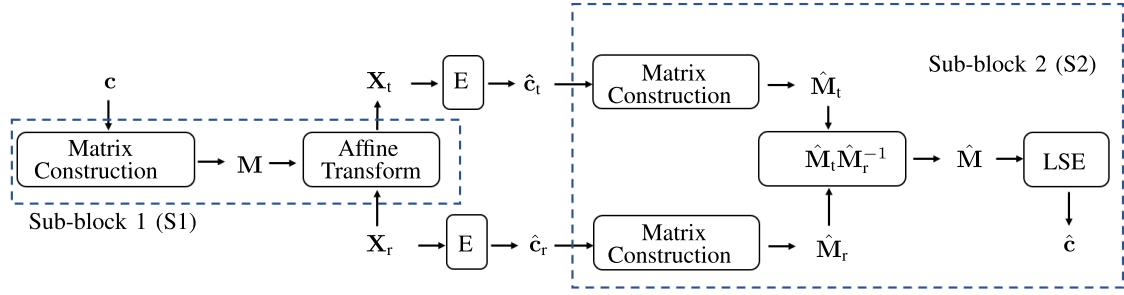 c
Matrix
Construction
M
Affine
Transform
Sub-block 1 (S1)
X_t
E
ĉ_t
X_r
E
ĉ_r
Sub-block 2 (S2)
Matrix
Construction
M̂_t
M̂_t M̂_r^{-1}
Matrix
Construction
M̂_r
M̂
LSE
ĉ